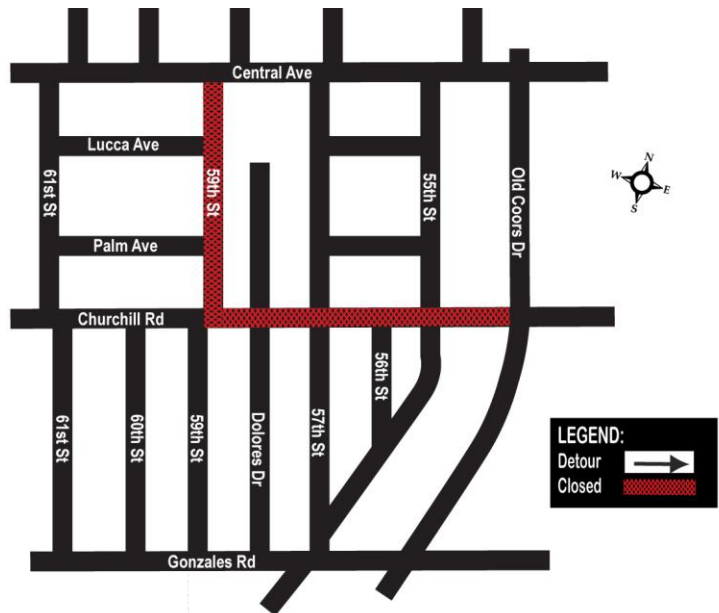 Central Ave
Lucca Ave
61st St
59th St
55th St
Old Coors Dr
N
W
E
S
Palm Ave
Churchill Rd
61st St
60th St
59th St
Dolores Dr
57th St
56th St
LEGEND:
Detour
Closed
Gonzales Rd